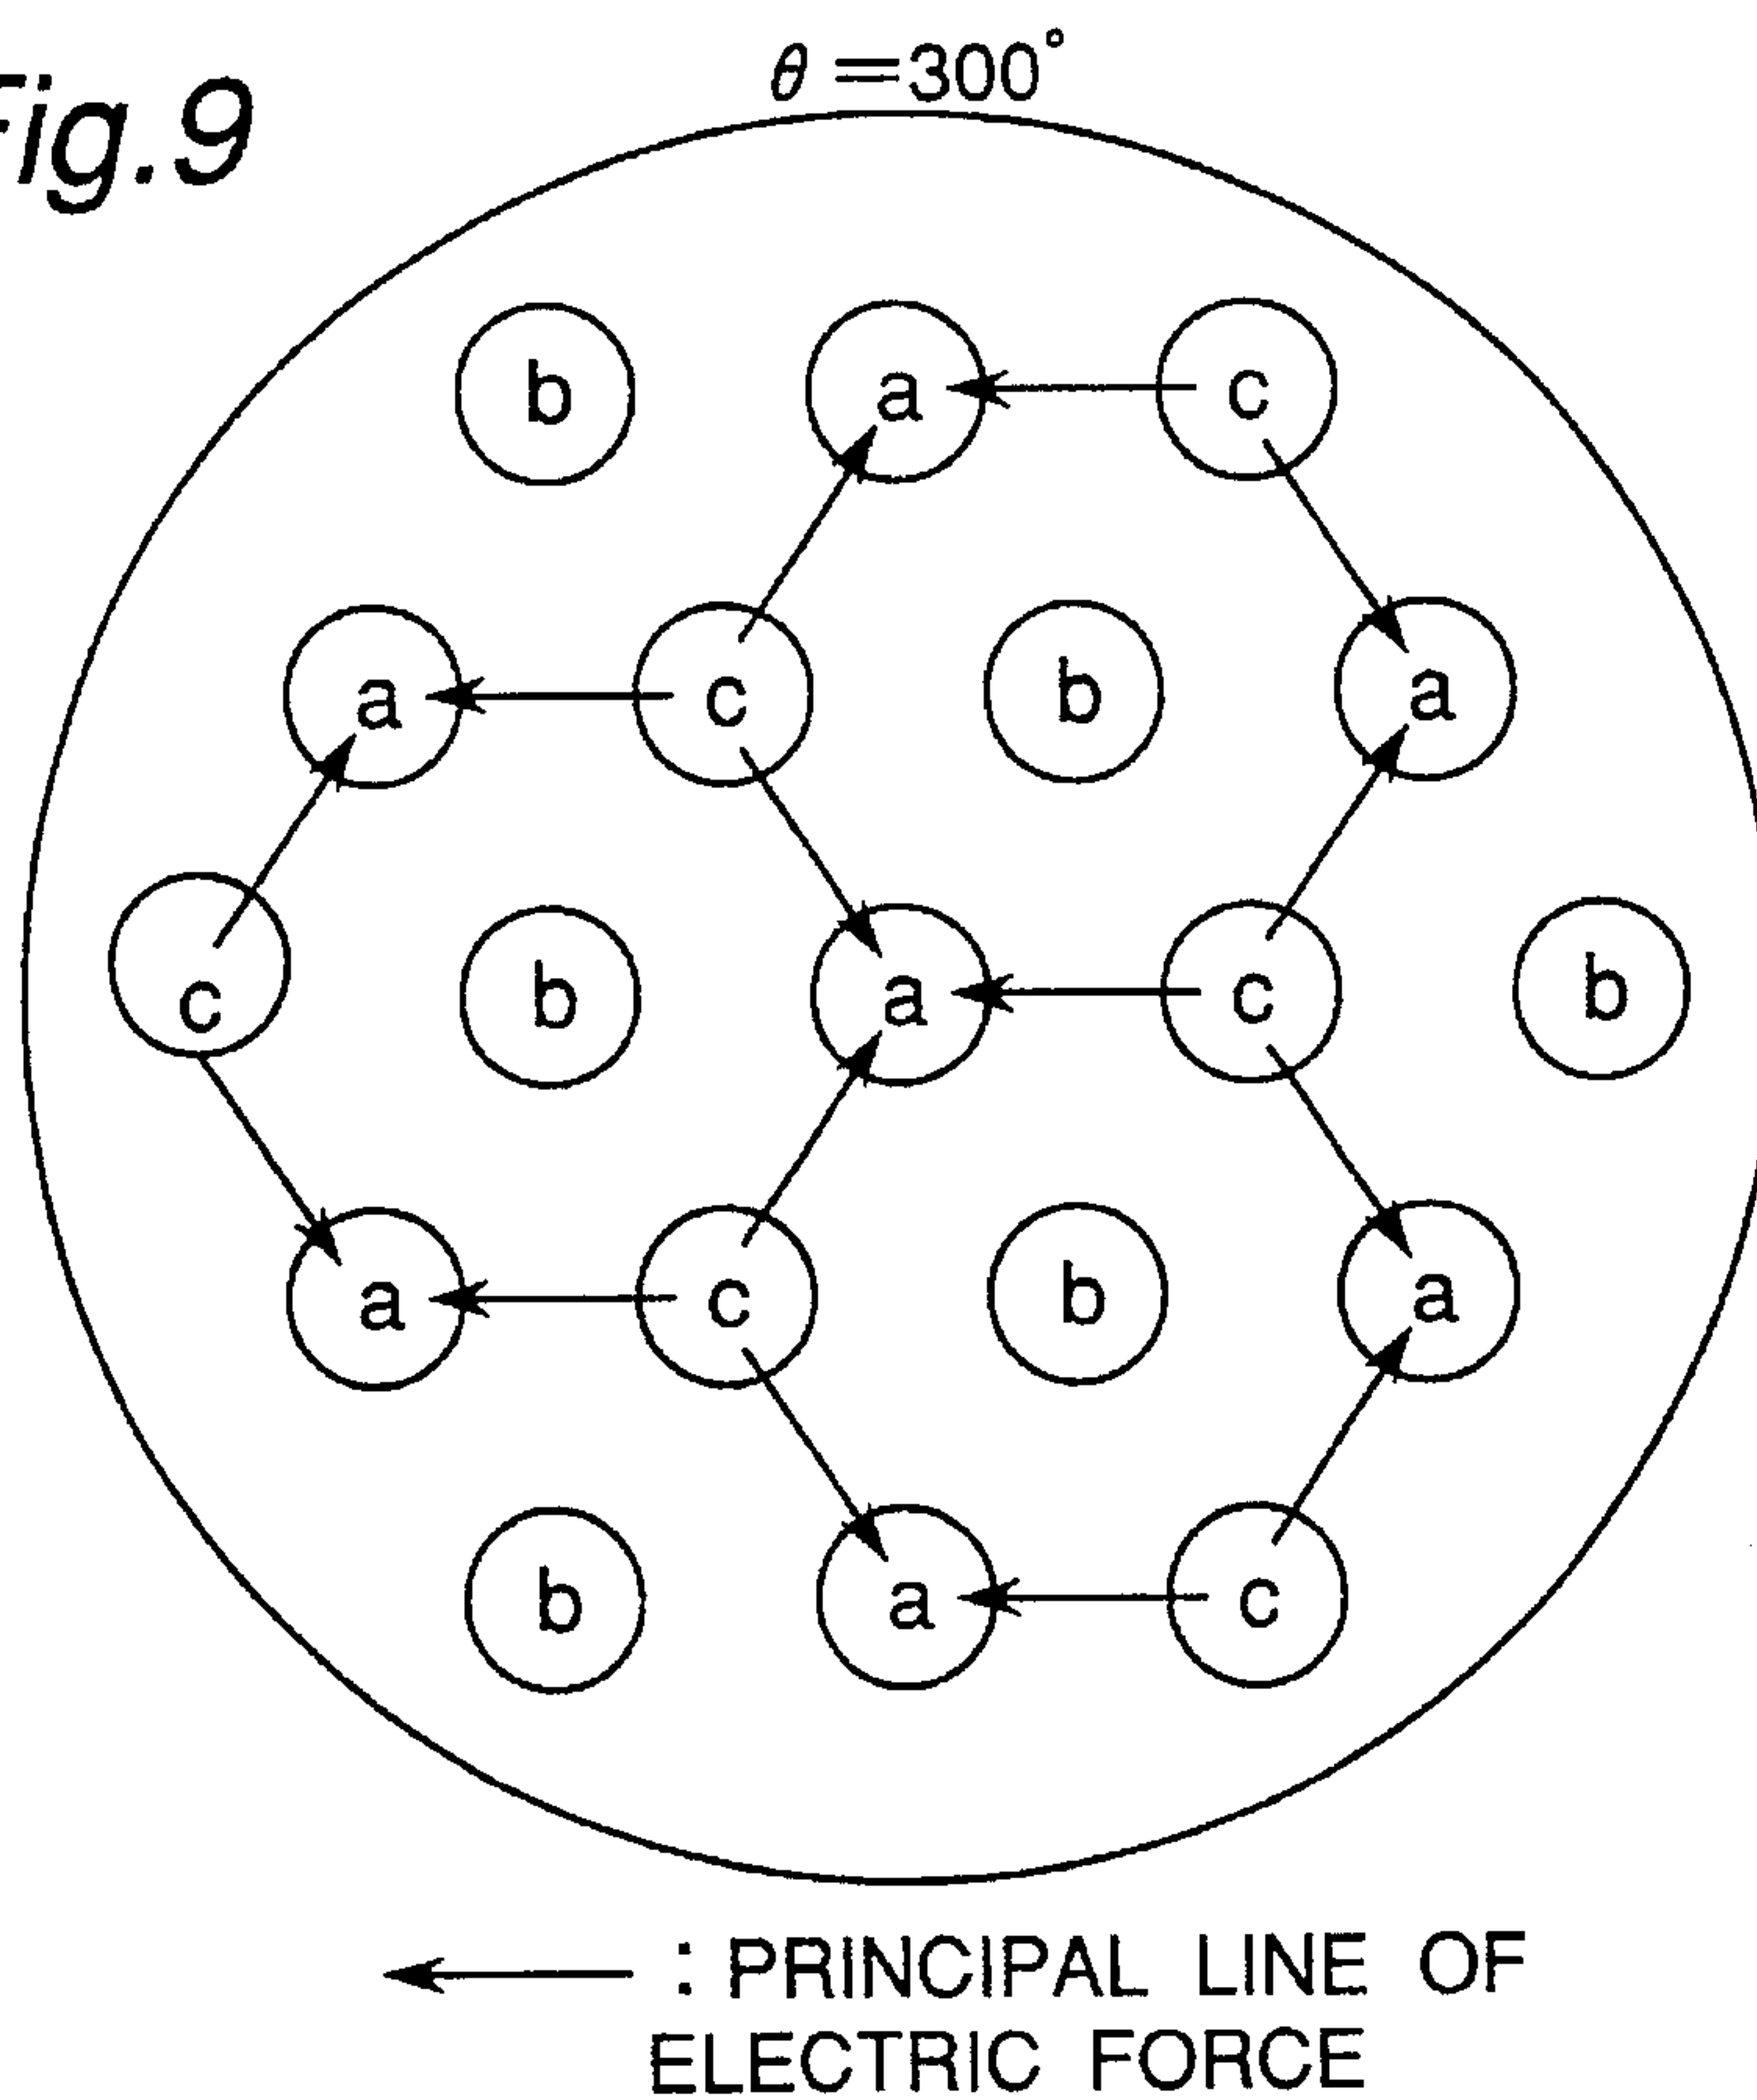 Fig.9
θ=300°
b a c
a c b a
c b a c b
a c b a
b a c
: PRINCIPAL LINE OF
ELECTRIC FORCE